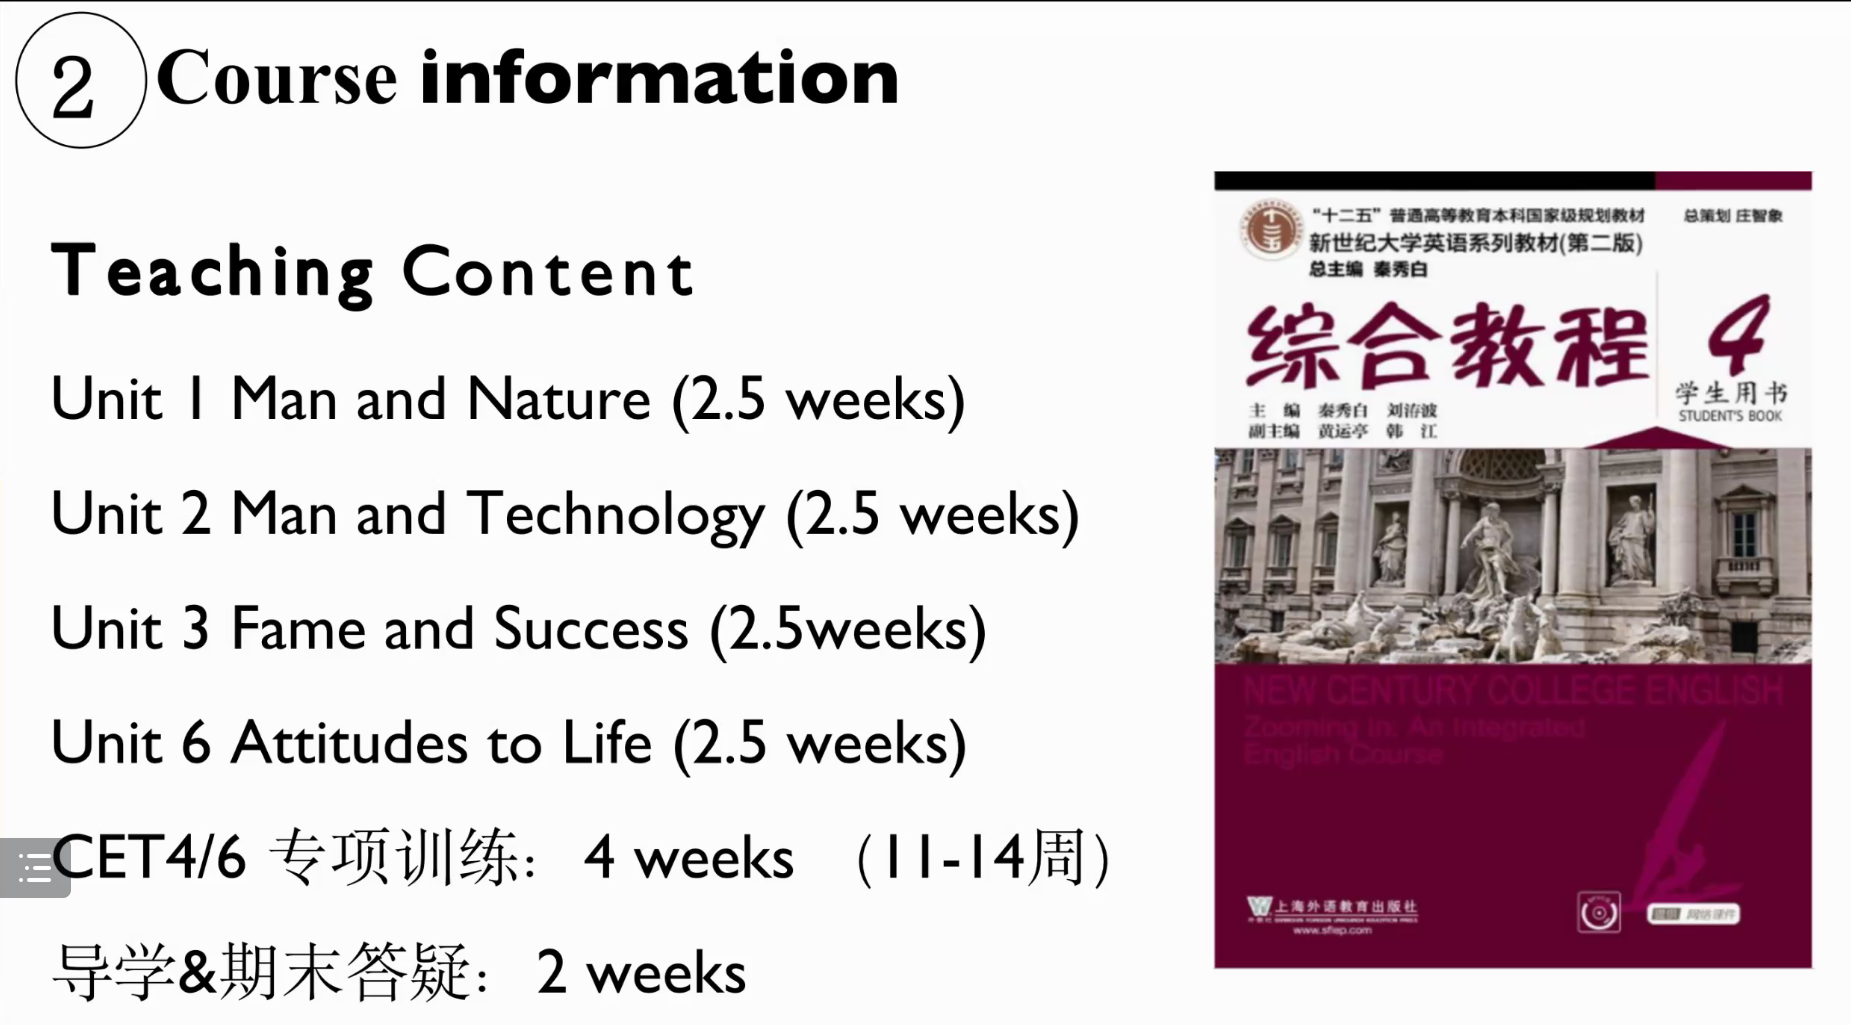 2 Course information
Teaching Content
Unit 1 Man and Nature (2.5 weeks)
Unit 2 Man and Technology (2.5 weeks)
Unit 3 Fame and Success (2.5weeks)
Unit 6 Attitudes to Life (2.5 weeks)
CET4/6 专项训练： 4 weeks （11-14周）
导学&期末答疑： 2 weeks
“十二五”普通高等教育本科国家级规划教材
总策划 庄智象
新世纪大学英语系列教材(第二版)
总主编 秦秀白
综合教程 4
学生用书
STUDENT'S BOOK
主 编 秦秀白
副主编 黄运亭 韩 江
NEW CENTURY COLLEGE ENGLISH
Zooming In: An Integrated
English Course
外教社 上海外语教育出版社
www.sflep.com
网络课件